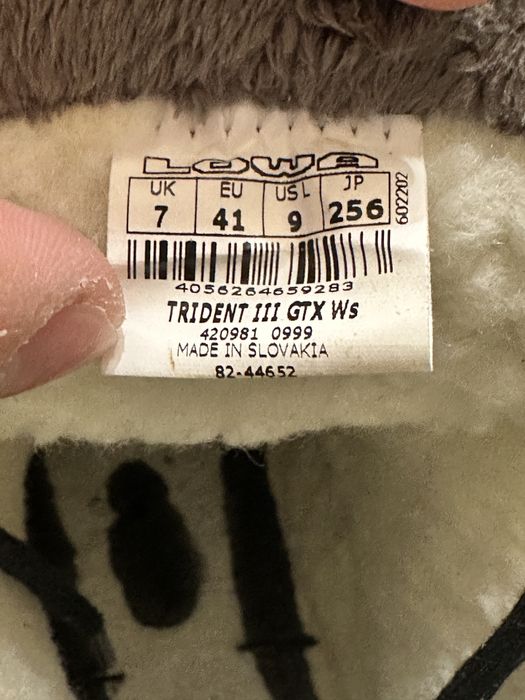 LOWA
UK EU USL JP
7 41 9 256
602202
4056264659283
TRIDENT III GTX Ws
420981 0999
MADE IN SLOVAKIA
82-44652